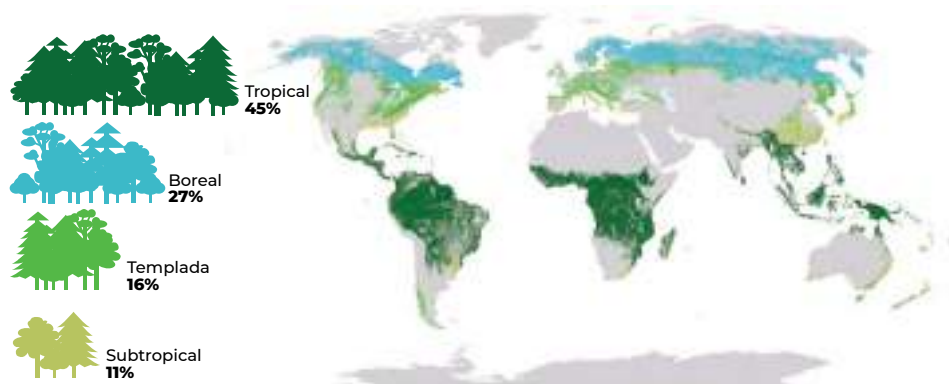 Tropical
45%
Boreal
27%
Templada
16%
Subtropical
11%